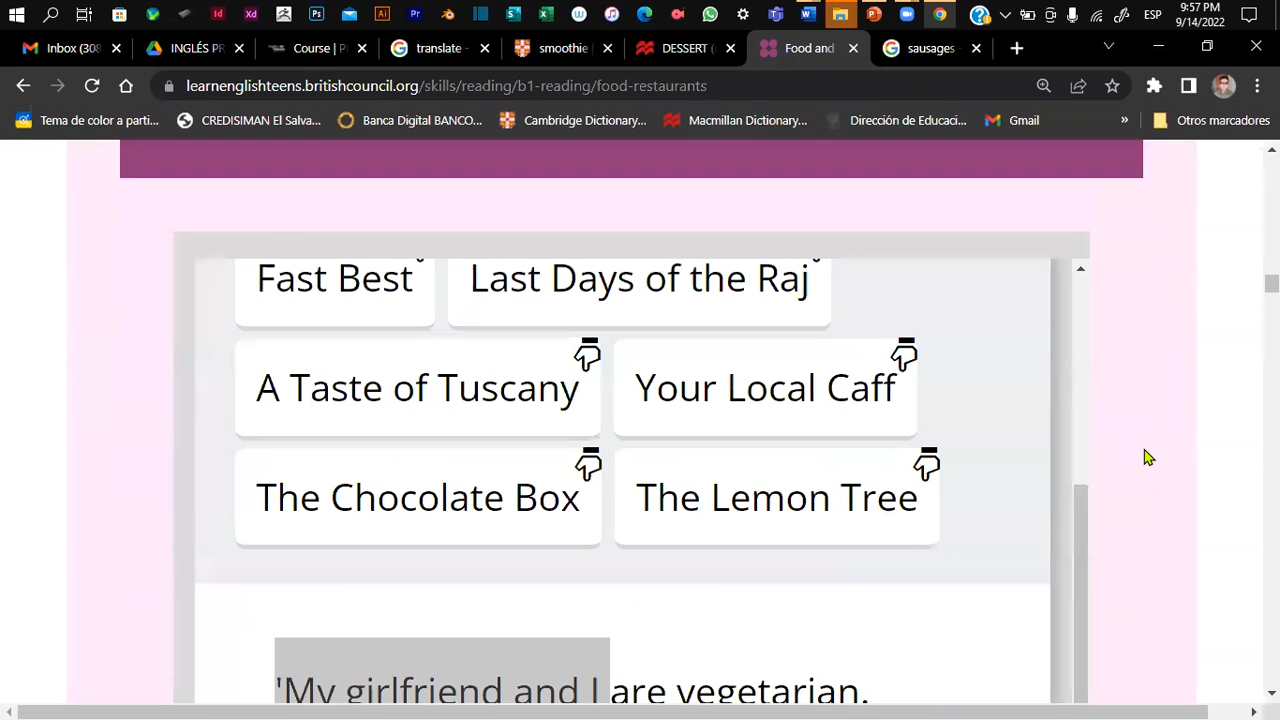 9:57 PM
ESP
9/14/2022
Inbox (308
INGLÉS PR
Course | P
translate -
smoothie
DESSERT (
Food and
sausages
learnenglishteens.britishcouncil.org/skills/reading/b1-reading/food-restaurants
Tema de color a parti...
CREDISIMAN El Salva...
Banca Digital BANCO...
Cambridge Dictionary...
Macmillan Dictionary...
Dirección de Educaci...
Gmail
»
Otros marcadores
Fast Best
Last Days of the Raj
A Taste of Tuscany
Your Local Caff
The Chocolate Box
The Lemon Tree
'My girlfriend and I are vegetarian.